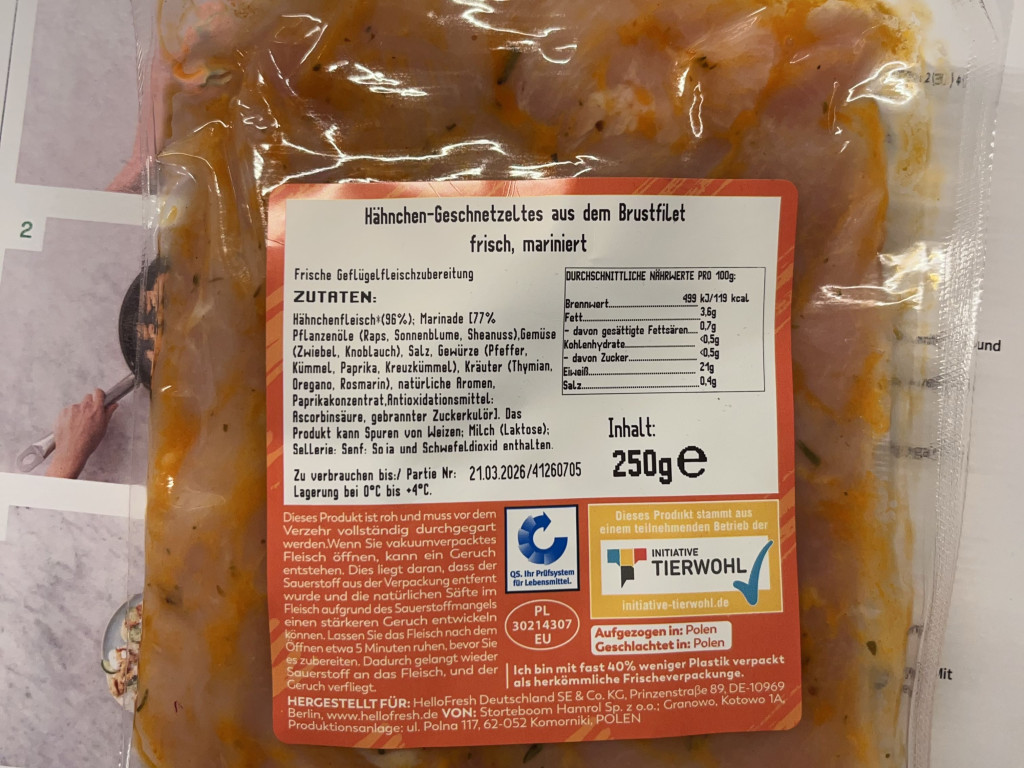 2
Hähnchen-Geschnetzeltes aus dem Brustfilet
frisch, mariniert
Frische Geflügelfleischzubereitung
ZUTATEN:
Hähnchenfleisch*(96%); Marinade [77%
Pflanzenöle (Raps, Sonnenblume, Sheanuss),Gemüse
(Zwiebel, Knoblauch), Salz, Gewürze (Pfeffer,
Kümmel, Paprika, Kreuzkümmel), Kräuter (Thymian,
Oregano, Rosmarin), natürliche Aromen,
Paprikakonzentrat,Antioxidationsmittel:
Ascorbinsäure, gebrannter Zuckerkulör]. Das
Produkt kann Spuren von Weizen; Milch (Laktose);
Sellerie; Senf; Soja und Schwefeldioxid enthalten.
Zu verbrauchen bis:/ Partie Nr: 21.03.2026/41260705
Lagerung bei 0°C bis +4°C.
DURCHSCHNITTLICHE NÄHRWERTE PRO 100g:
Brennwert 499 kJ/119 kcal
Fett 3,6g
- davon gesättigte Fettsären 0,7g
Kohlenhydrate <0,5g
- davon Zucker <0,5g
Eiweiß 21g
Salz 0,4g
Inhalt:
250g e
Dieses Produkt ist roh und muss vor dem
Verzehr vollständig durchgegart
werden.Wenn Sie vakuumverpacktes
Fleisch öffnen, kann ein Geruch
entstehen. Dies liegt daran, dass der
Sauerstoff aus der Verpackung entfernt
wurde und die natürlichen Säfte im
Fleisch aufgrund des Sauerstoffmangels
einen stärkeren Geruch entwickeln
können. Lassen Sie das Fleisch nach dem
Öffnen etwa 5 Minuten ruhen, bevor Sie
es zubereiten. Dadurch gelangt wieder
Sauerstoff an das Fleisch, und der
Geruch verfliegt.
QS. Ihr Prüfsystem
für Lebensmittel.
PL
30214307
EU
Dieses Produkt stammt aus
einem teilnehmenden Betrieb der
INITIATIVE
TIERWOHL
initiative-tierwohl.de
Aufgezogen in: Polen
Geschlachtet in: Polen
Ich bin mit fast 40% weniger Plastik verpackt
als herkömmliche Frischeverpackunge.
HERGESTELLT FÜR: HelloFresh Deutschland SE & Co. KG, Prinzenstraße 89, DE-10969
Berlin, www.hellofresh.de VON: Storteboom Hamrol Sp. z o.o.; Granowo, Kotowo 1A,
Produktionsanlage: ul. Polna 117, 62-052 Komorniki, POLEN
und